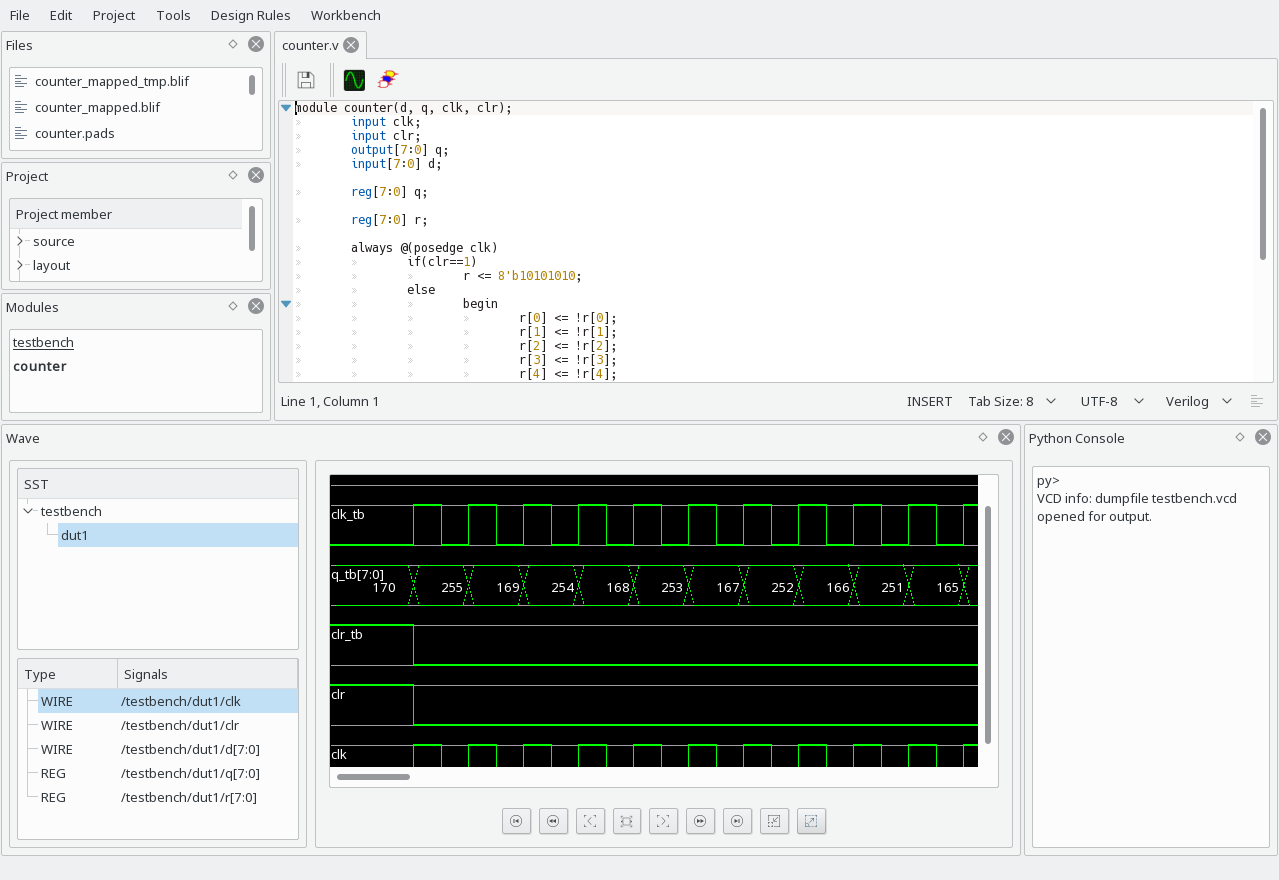 File Edit Project Tools Design Rules Workbench
Files
counter_mapped_tmp.blif
counter_mapped.blif
counter.pads
Project
Project member
source
layout
Modules
testbench
counter
counter.v
module counter(d, q, clk, clr);
» input clk;
» input clr;
» output[7:0] q;
» input[7:0] d;
» reg[7:0] q;
» reg[7:0] r;
» always @(posedge clk)
» » if(clr==1)
» » » r <= 8'b10101010;
» » else
» » » begin
» » » » r[0] <= !r[0];
» » » » r[1] <= !r[1];
» » » » r[2] <= !r[2];
» » » » r[3] <= !r[3];
» » » » r[4] <= !r[4];
Line 1, Column 1 INSERT Tab Size: 8 UTF-8 Verilog
Wave
SST
testbench
dut1
Type Signals
WIRE /testbench/dut1/clk
WIRE /testbench/dut1/clr
WIRE /testbench/dut1/d[7:0]
REG /testbench/dut1/q[7:0]
REG /testbench/dut1/r[7:0]
clk_tb
q_tb[7:0]
170 255 169 254 168 253 167 252 166 251 165
clr_tb
clr
clk
Python Console
py>
VCD info: dumpfile testbench.vcd
opened for output.